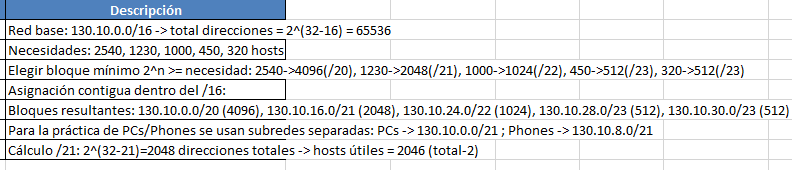 Descripción
Red base: 130.10.0.0/16 -> total direcciones = 2^(32-16) = 65536
Necesidades: 2540, 1230, 1000, 450, 320 hosts
Elegir bloque mínimo 2^n >= necesidad: 2540->4096(/20), 1230->2048(/21), 1000->1024(/22), 450->512(/23), 320->512(/23)
Asignación contigua dentro del /16:
Bloques resultantes: 130.10.0.0/20 (4096), 130.10.16.0/21 (2048), 130.10.24.0/22 (1024), 130.10.28.0/23 (512), 130.10.30.0/23 (512)
Para la práctica de PCs/Phones se usan subredes separadas: PCs -> 130.10.0.0/21 ; Phones -> 130.10.8.0/21
Cálculo /21: 2^(32-21)=2048 direcciones totales -> hosts útiles = 2046 (total-2)